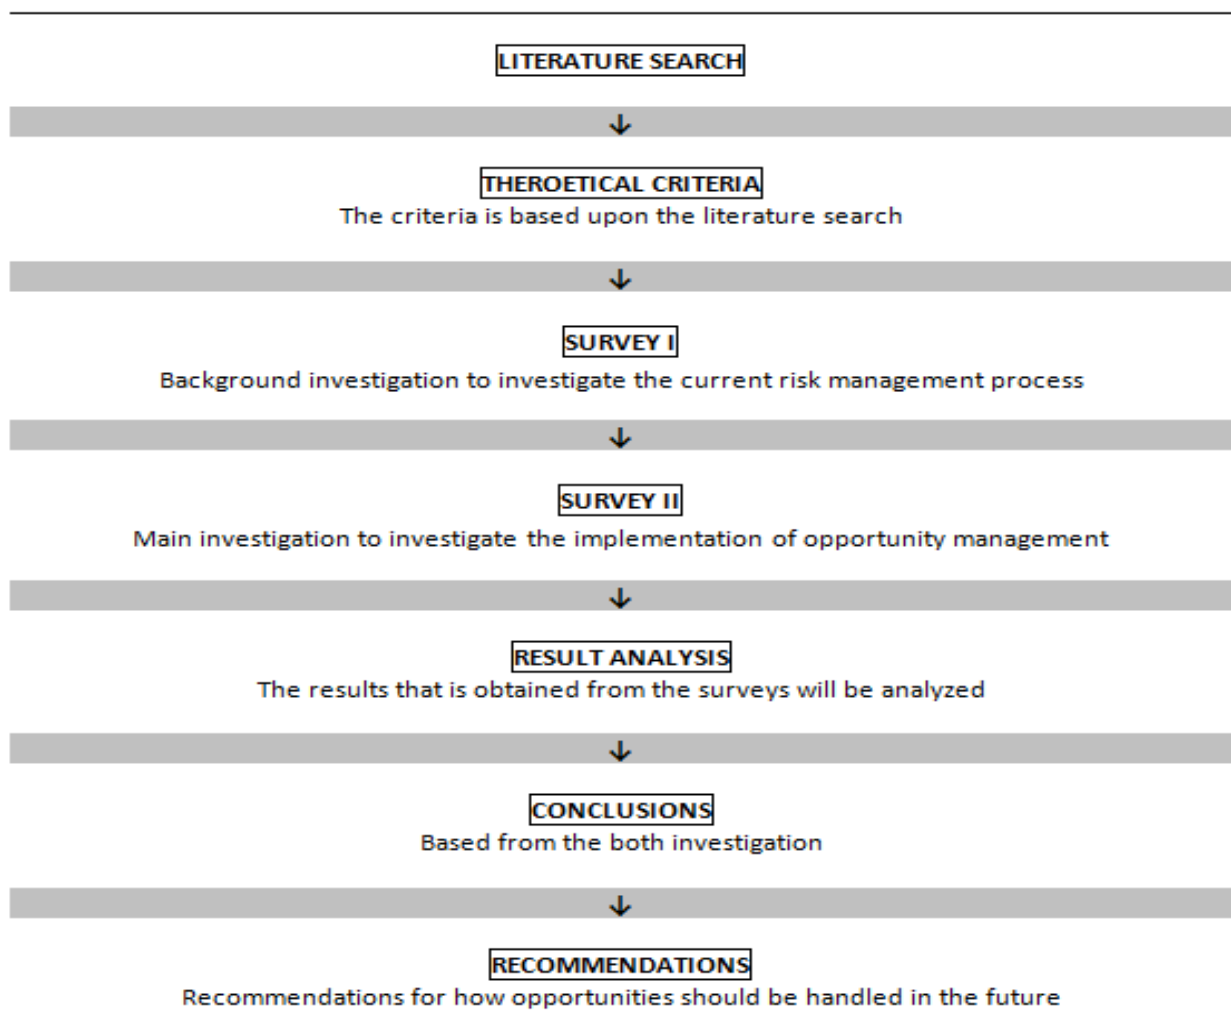 LITERATURE SEARCH
↓
THEROETICAL CRITERIA
The criteria is based upon the literature search
↓
SURVEY I
Background investigation to investigate the current risk management process
↓
SURVEY II
Main investigation to investigate the implementation of opportunity management
↓
RESULT ANALYSIS
The results that is obtained from the surveys will be analyzed
↓
CONCLUSIONS
Based from the both investigation
↓
RECOMMENDATIONS
Recommendations for how opportunities should be handled in the future